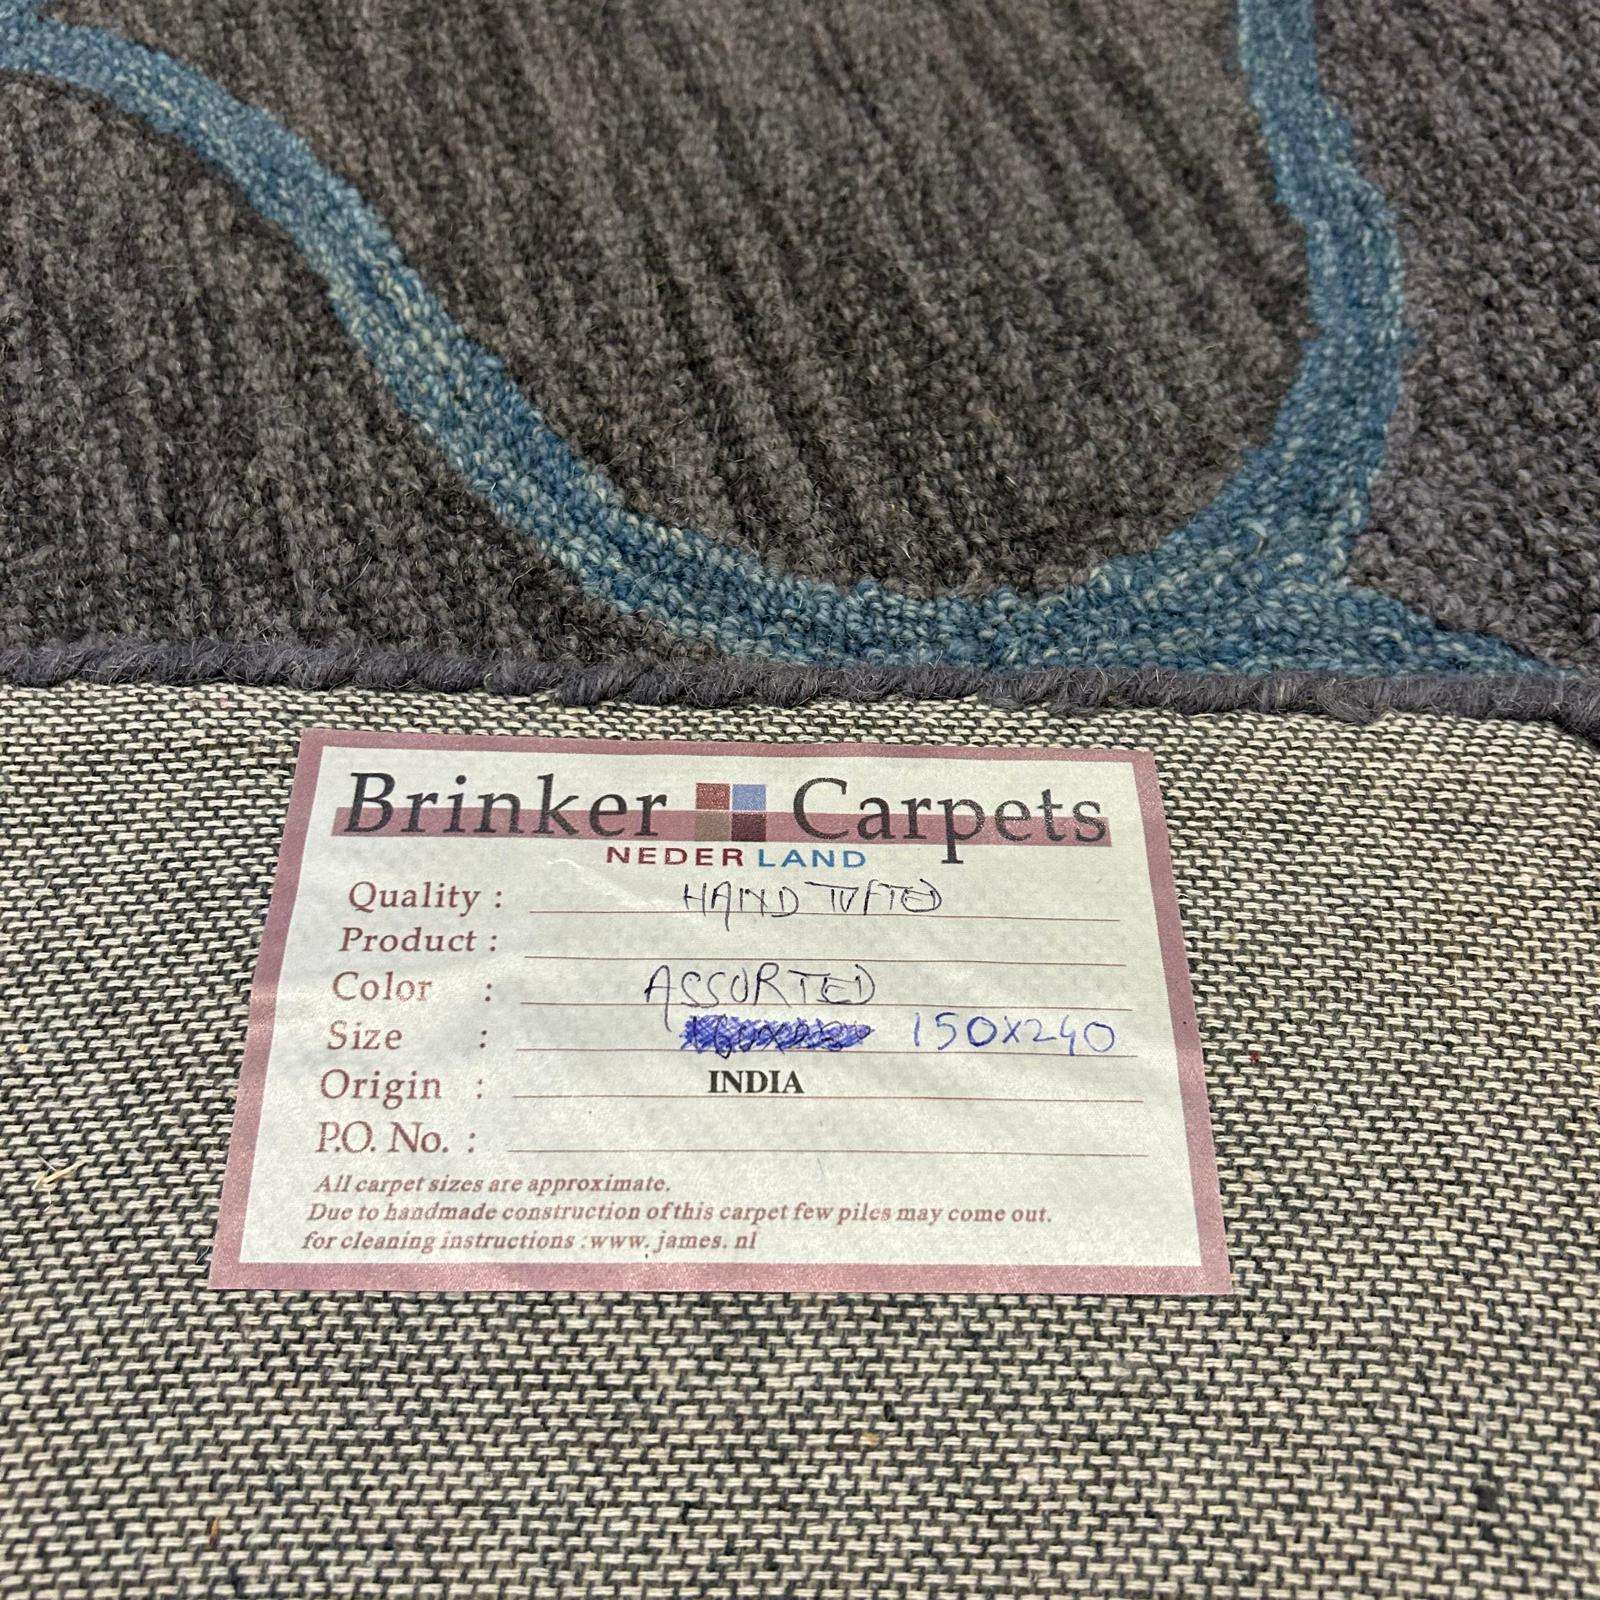 Brinker Carpets
NEDERLAND
Quality : HAND TUFTED
Product :
Color : ASSORTED
Size : 150X240
Origin : INDIA
P.O. No. :
All carpet sizes are approximate.
Due to handmade construction of this carpet few piles may come out.
for cleaning instructions :www. james. nl